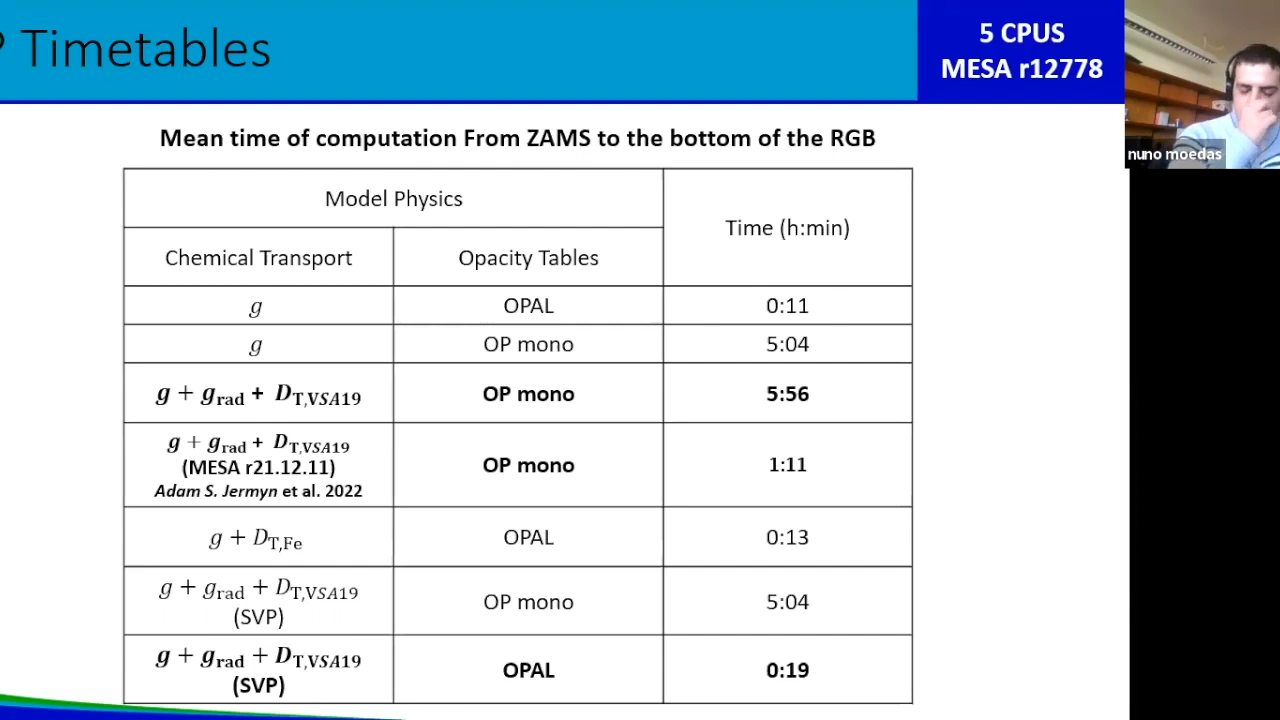 P Timetables
5 CPUS
MESA r12778
nuno moedas
Mean time of computation From ZAMS to the bottom of the RGB
Model Physics
Time (h:min)
Chemical Transport
Opacity Tables
g
OPAL
0:11
g
OP mono
5:04
g + g_rad + D_T,VSA19
OP mono
5:56
g + g_rad + D_T,VSA19
(MESA r21.12.11)
Adam S. Jermyn et al. 2022
OP mono
1:11
g + D_T,Fe
OPAL
0:13
g + g_rad + D_T,VSA19
(SVP)
OP mono
5:04
g + g_rad + D_T,VSA19
(SVP)
OPAL
0:19